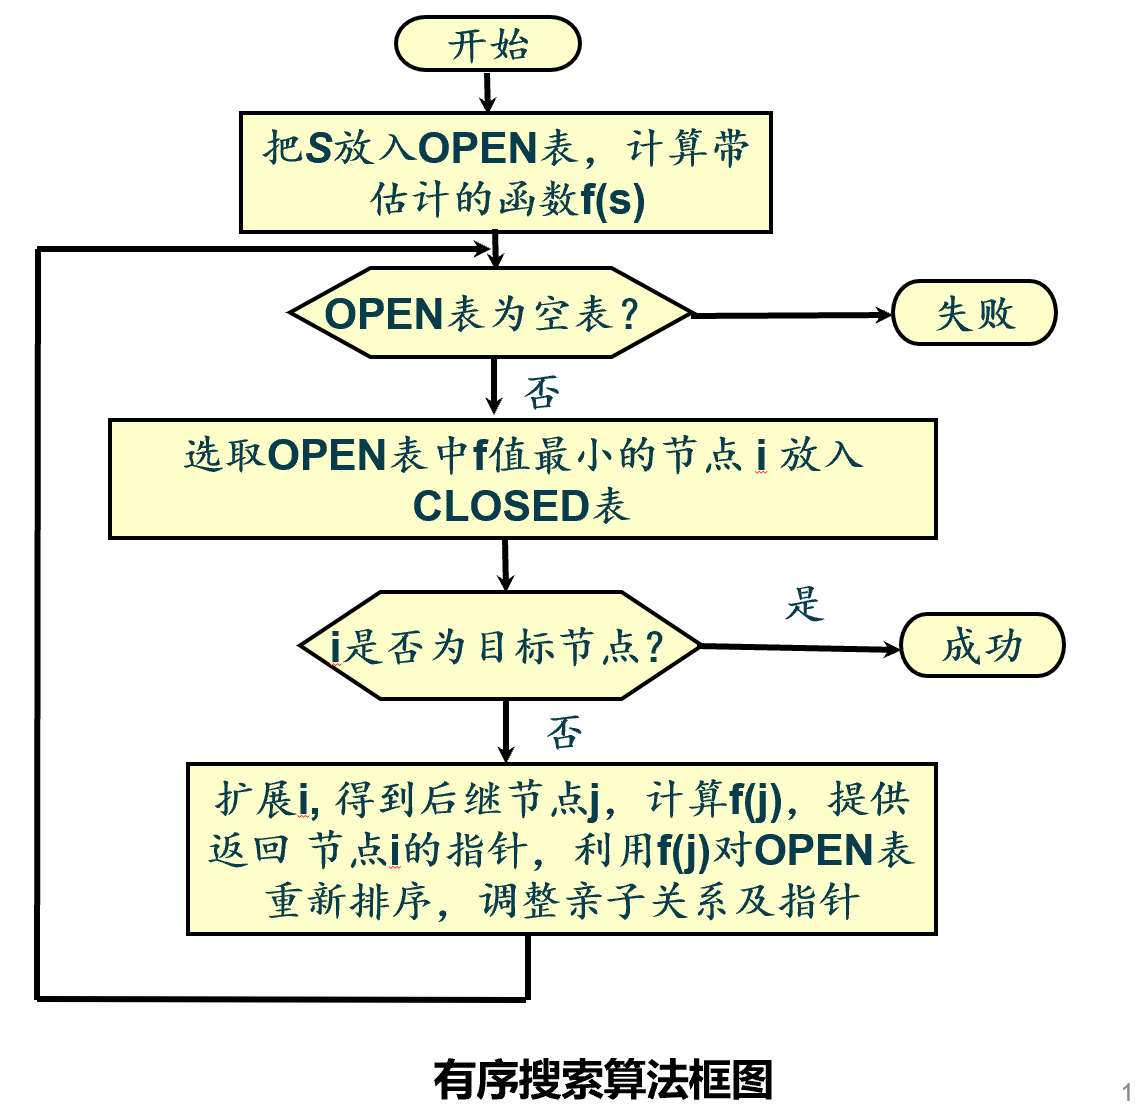 开始
把S放入OPEN表，计算带
估计的函数f(s)
OPEN表为空表？
失败
否
选取OPEN表中f值最小的节点 i 放入
CLOSED表
是
i是否为目标节点？
成功
否
扩展i, 得到后继节点j，计算f(j)，提供
返回 节点i的指针，利用f(j)对OPEN表
重新排序，调整亲子关系及指针
有序搜索算法框图
1